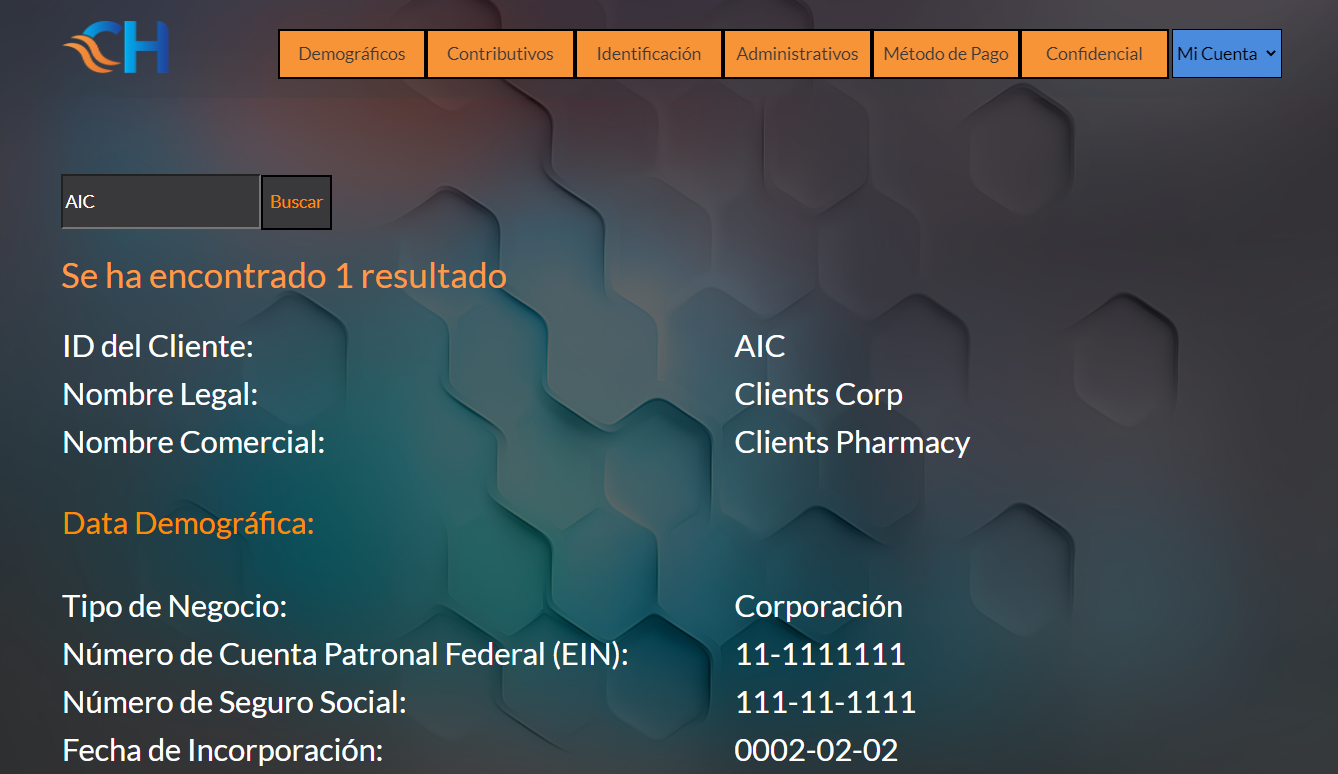 CH
Demográficos Contributivos Identificación Administrativos Método de Pago Confidencial Mi Cuenta
AIC Buscar
Se ha encontrado 1 resultado
ID del Cliente: AIC
Nombre Legal: Clients Corp
Nombre Comercial: Clients Pharmacy
Data Demográfica:
Tipo de Negocio: Corporación
Número de Cuenta Patronal Federal (EIN): 11-1111111
Número de Seguro Social: 111-11-1111
Fecha de Incorporación: 0002-02-02